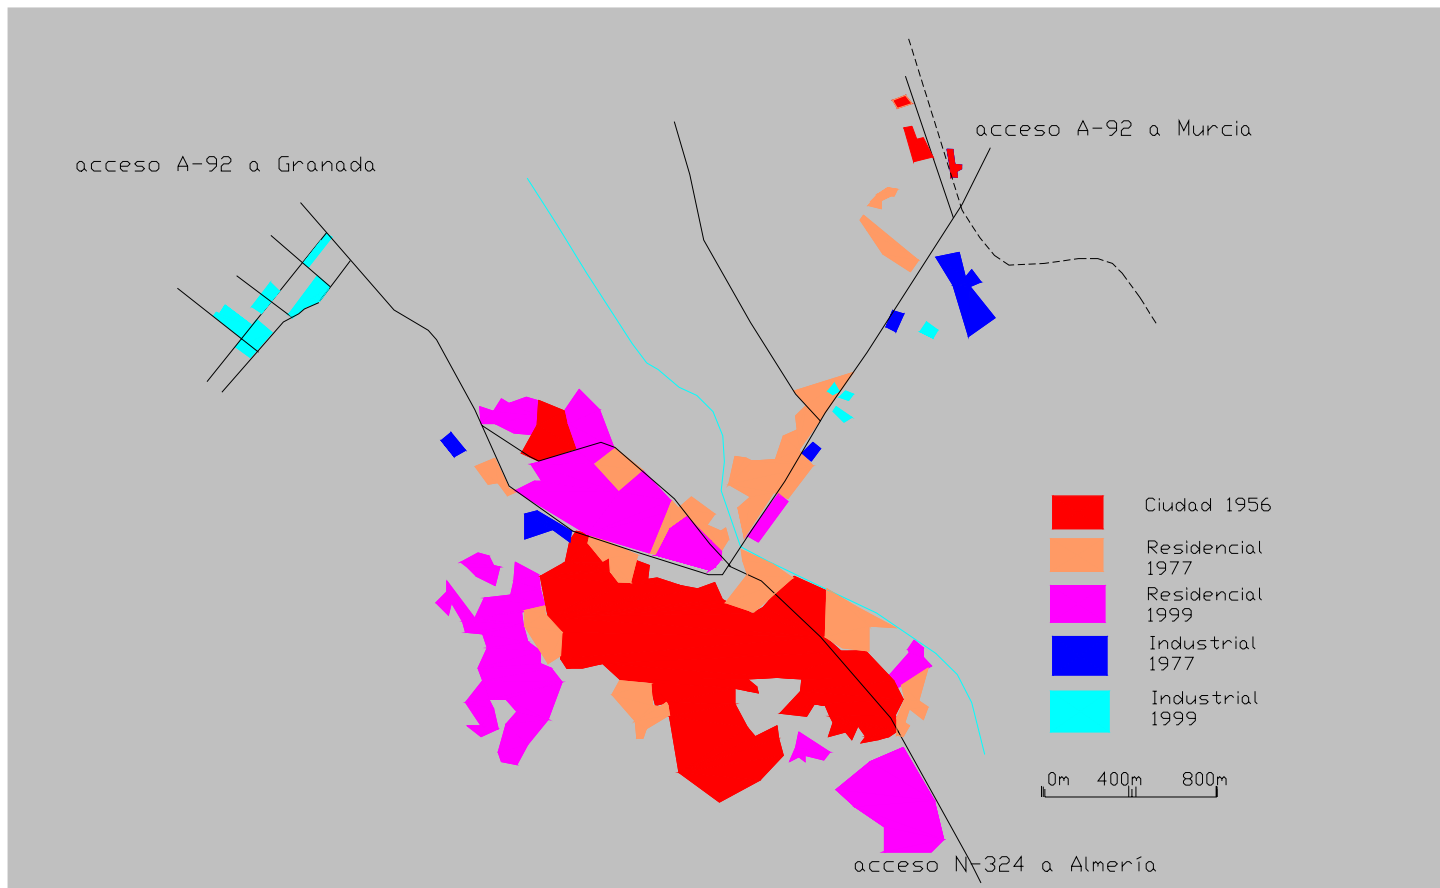 acceso A-92 a Murcia
acceso A-92 a Granada
Ciudad 1956
Residencial
1977
Residencial
1999
Industrial
1977
Industrial
1999
0m 400m 800m
acceso N-324 a Almería